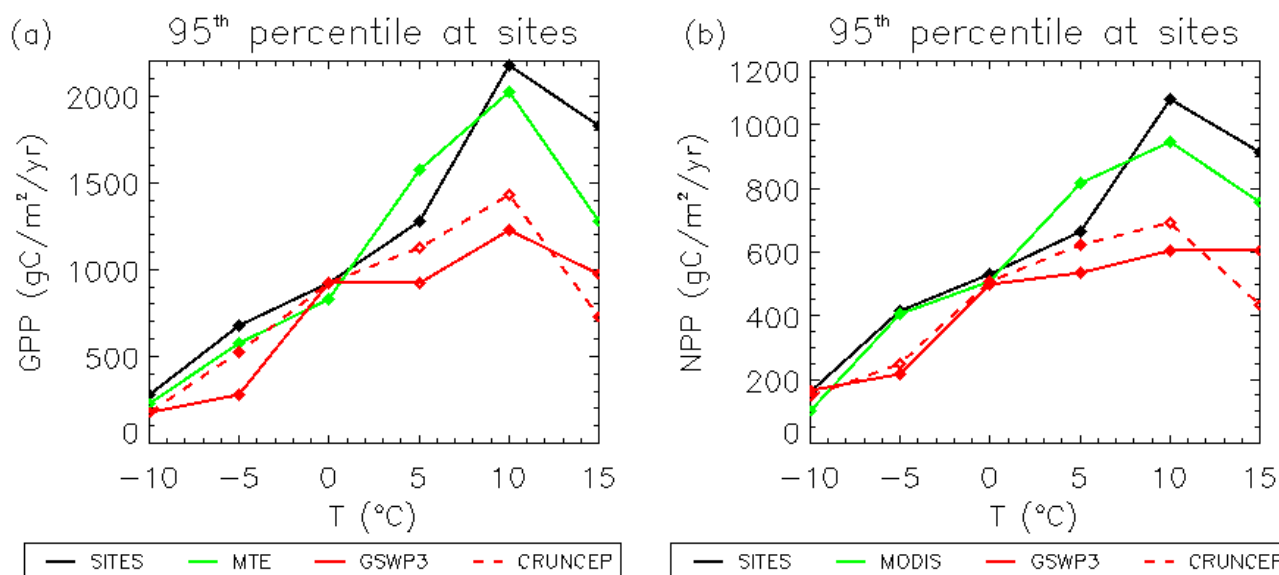 (a) 95th percentile at sites
GPP (gC/m²/yr)
2000
1500
1000
500
0
−10 −5 0 5 10 15
T (°C)
SITES MTE GSWP3 CRUNCEP
(b) 95th percentile at sites
NPP (gC/m²/yr)
1200
1000
800
600
400
200
0
−10 −5 0 5 10 15
T (°C)
SITES MODIS GSWP3 CRUNCEP